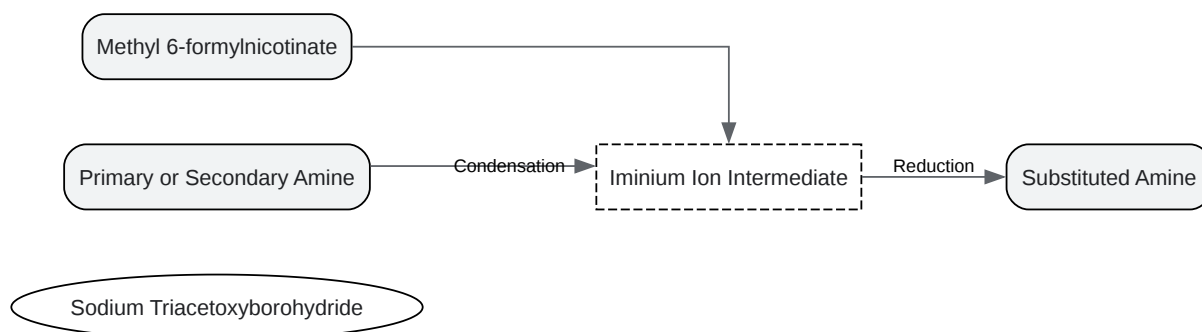 Methyl 6-formylnicotinate
Primary or Secondary Amine
Condensation
Iminium Ion Intermediate
Reduction
Substituted Amine
Sodium Triacetoxyborohydride